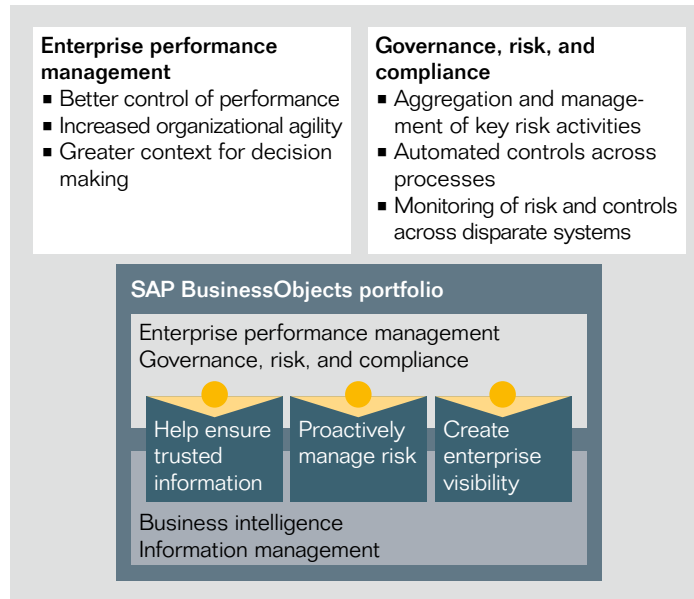 Enterprise performance
management
▪ Better control of performance
▪ Increased organizational agility
▪ Greater context for decision
making
Governance, risk, and
compliance
▪ Aggregation and manage-
ment of key risk activities
▪ Automated controls across
processes
▪ Monitoring of risk and controls
across disparate systems
SAP BusinessObjects portfolio
Enterprise performance management
Governance, risk, and compliance
Help ensure
trusted
information
Proactively
manage risk
Create
enterprise
visibility
Business intelligence
Information management